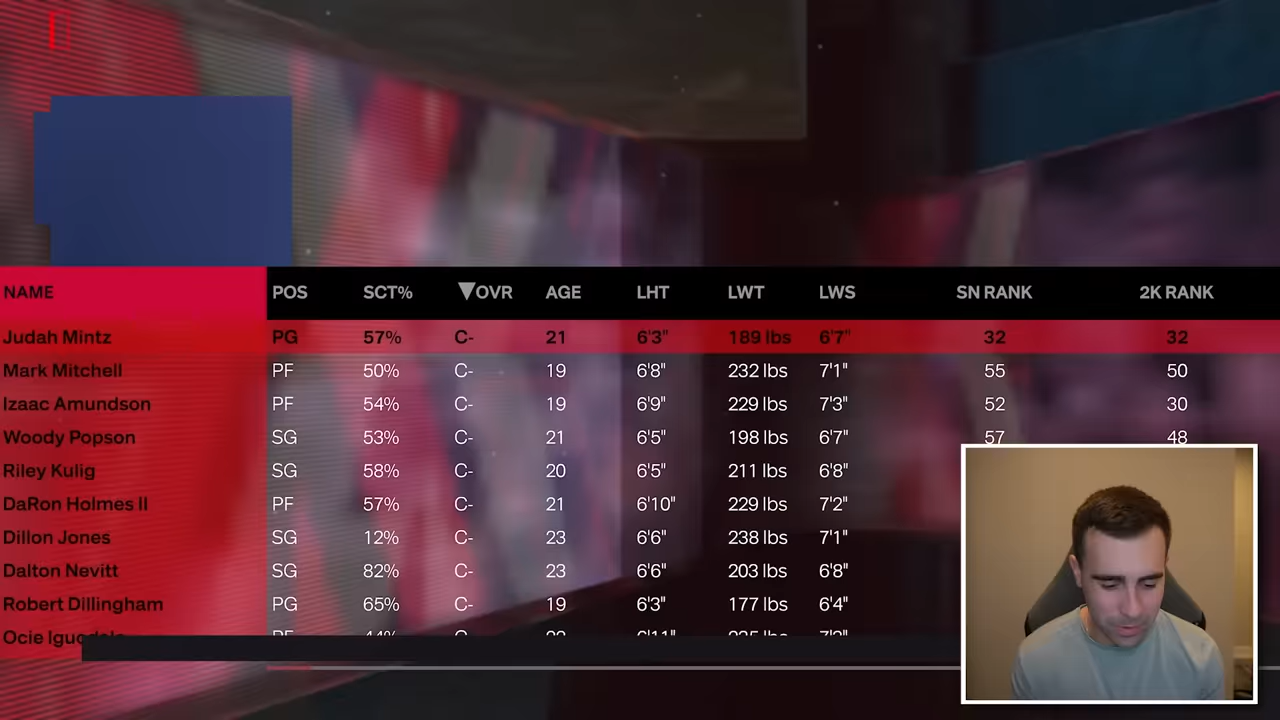 NAME POS SCT% ▼OVR AGE LHT LWT LWS SN RANK 2K RANK
Judah Mintz PG 57% C- 21 6'3" 189 lbs 6'7" 32 32
Mark Mitchell PF 50% C- 19 6'8" 232 lbs 7'1" 55 50
Izaac Amundson PF 54% C- 19 6'9" 229 lbs 7'3" 52 30
Woody Popson SG 53% C- 21 6'5" 198 lbs 6'7" 57 48
Riley Kulig SG 58% C- 20 6'5" 211 lbs 6'8"
DaRon Holmes II PF 57% C- 21 6'10" 229 lbs 7'2"
Dillon Jones SG 12% C- 23 6'6" 238 lbs 7'1"
Dalton Nevitt SG 82% C- 23 6'6" 203 lbs 6'8"
Robert Dillingham PG 65% C- 19 6'3" 177 lbs 6'4"
Ocie